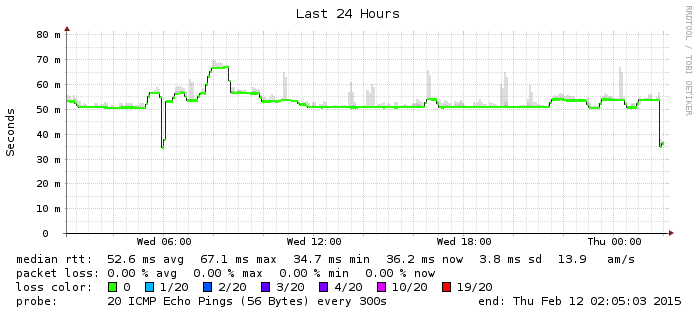 Last 24 Hours
RRDTOOL / TOBI OETIKER
Seconds
80 m
70 m
60 m
50 m
40 m
30 m
20 m
10 m
0
Wed 06:00 Wed 12:00 Wed 18:00 Thu 00:00
median rtt: 52.6 ms avg 67.1 ms max 34.7 ms min 36.2 ms now 3.8 ms sd 13.9 am/s
packet loss: 0.00 % avg 0.00 % max 0.00 % min 0.00 % now
loss color: 0 1/20 2/20 3/20 4/20 10/20 19/20
probe: 20 ICMP Echo Pings (56 Bytes) every 300s end: Thu Feb 12 02:05:03 2015